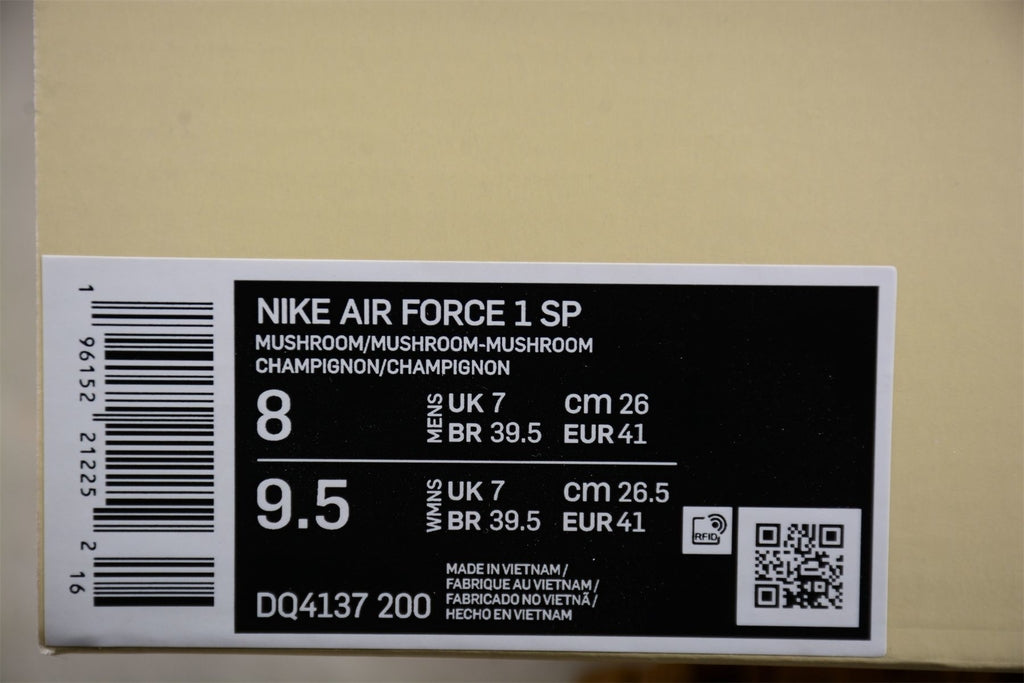 NIKE AIR FORCE 1 SP
MUSHROOM/MUSHROOM-MUSHROOM
CHAMPIGNON/CHAMPIGNON
8
MENS
UK 7 cm 26
BR 39.5 EUR 41
9.5
WMNS
UK 7 cm 26.5
BR 39.5 EUR 41
RFID
MADE IN VIETNAM/
FABRIQUE AU VIETNAM/
FABRICADO NO VIETNÃ/
HECHO EN VIETNAM
DQ4137 200
1 96152 21225 2 16